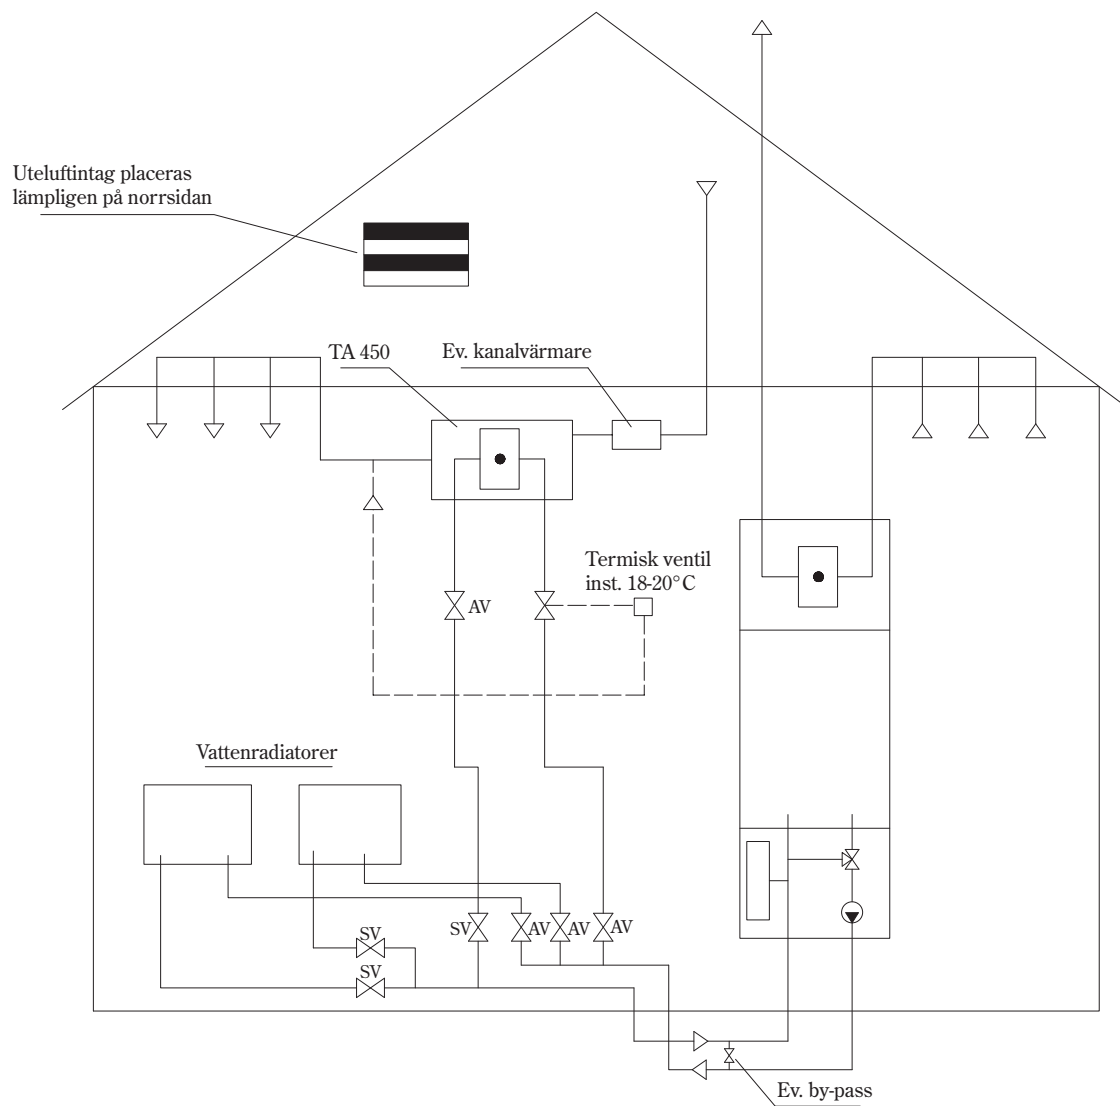 Uteluftintag placeras
lämpligen på norrsidan
TA 450
Ev. kanalvärmare
Termisk ventil
inst. 18-20°C
AV
Vattenradiatorer
SV
AV
AV
AV
SV
SV
Ev. by-pass